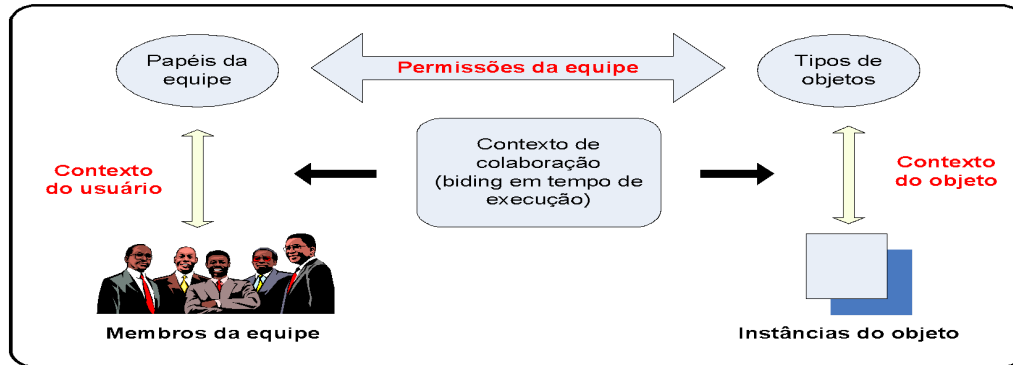 Papéis da
equipe
Permissões da equipe
Tipos de
objetos
Contexto
do usuário
Contexto de
colaboração
(biding em tempo de
execução)
Contexto
do objeto
Membros da equipe
Instâncias do objeto